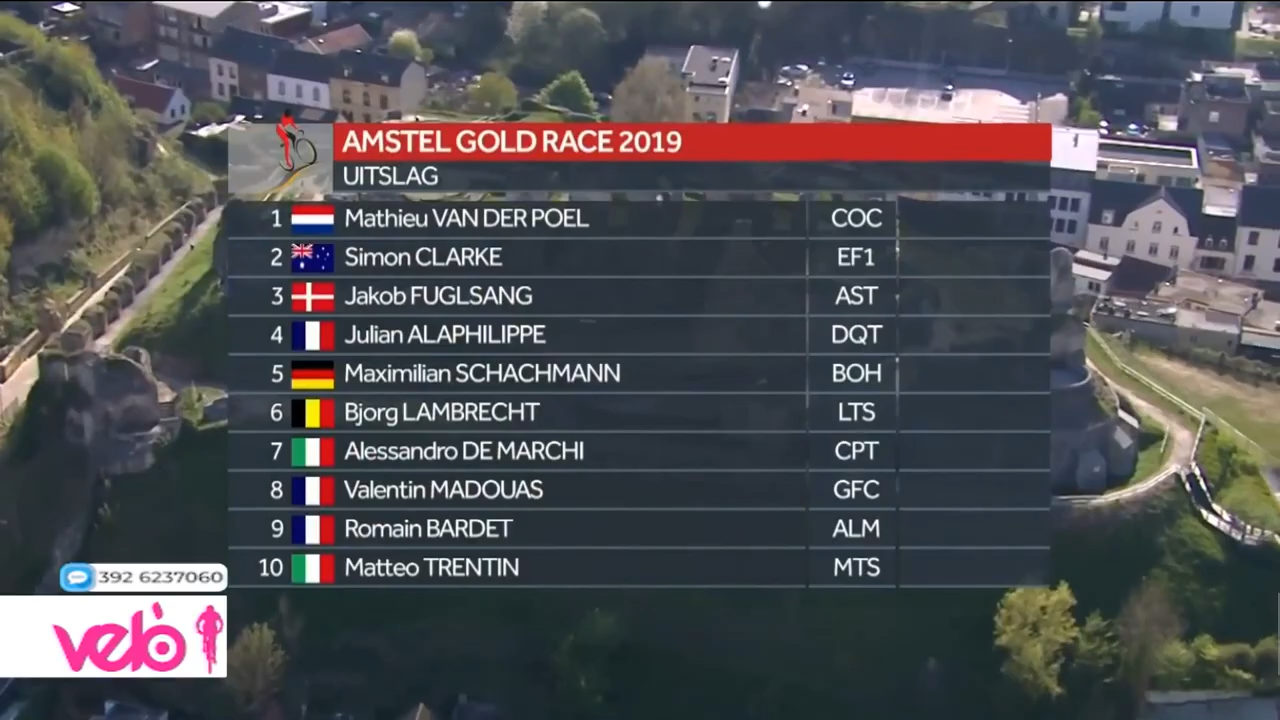 AMSTEL GOLD RACE 2019
UITSLAG
1 Mathieu VAN DER POEL COC
2 Simon CLARKE EF1
3 Jakob FUGLSANG AST
4 Julian ALAPHILIPPE DQT
5 Maximilian SCHACHMANN BOH
6 Bjorg LAMBRECHT LTS
7 Alessandro DE MARCHI CPT
8 Valentin MADOUAS GFC
9 Romain BARDET ALM
10 Matteo TRENTIN MTS
392 6237060
velò